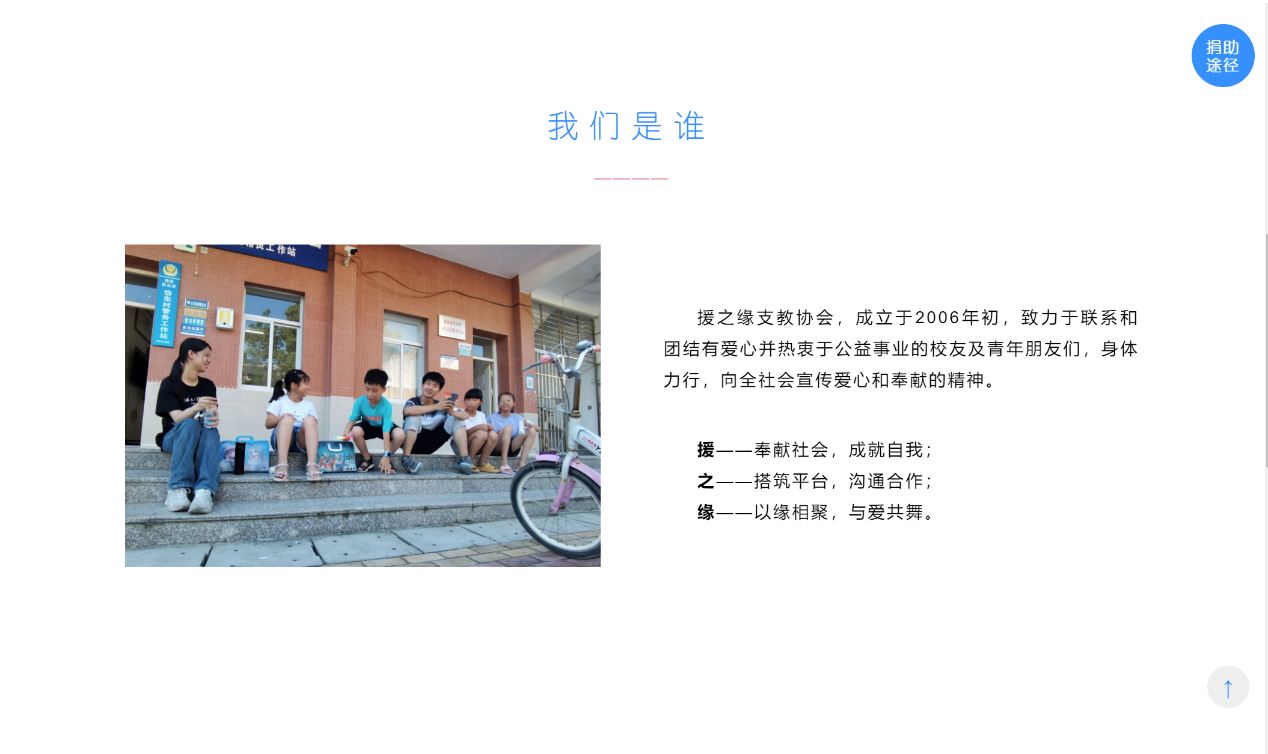 捐助
途径
我们是谁
————
工作站
援之缘支教协会，成立于2006年初，致力于联系和
团结有爱心并热衷于公益事业的校友及青年朋友们，身体
力行，向全社会宣传爱心和奉献的精神。
援——奉献社会，成就自我；
之——搭筑平台，沟通合作；
缘——以缘相聚，与爱共舞。
↑